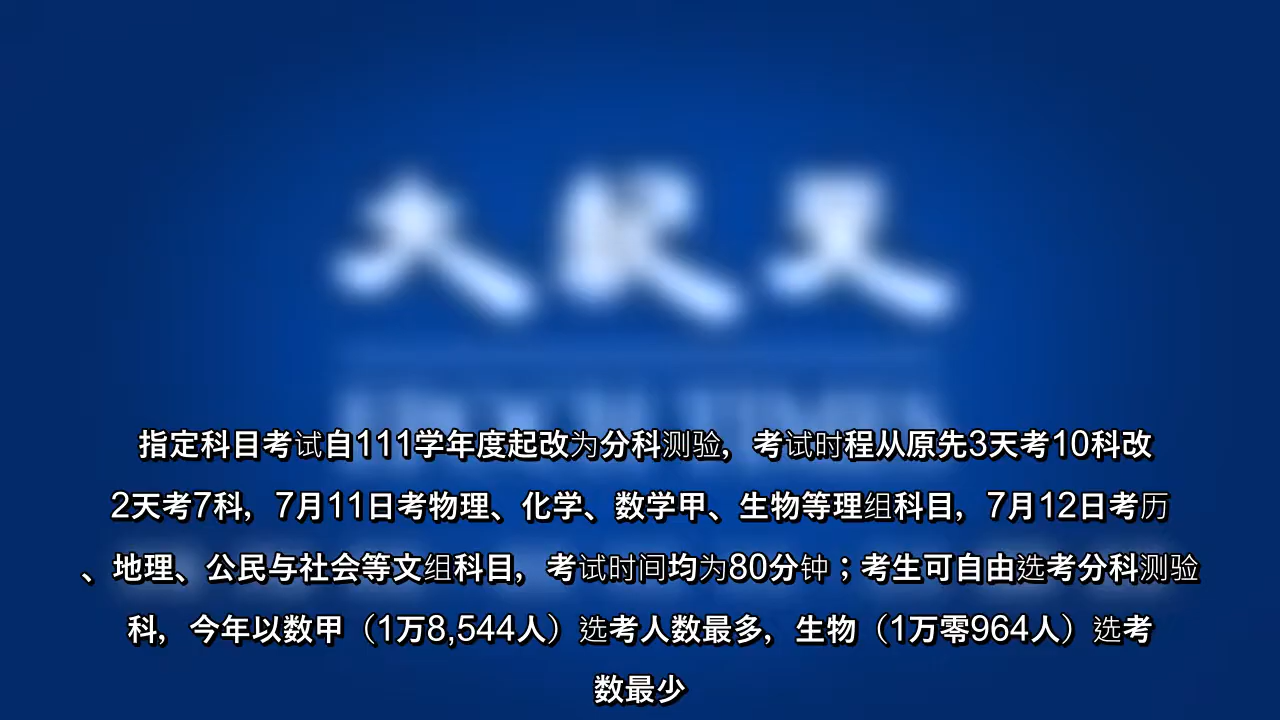 指定科目考试自111学年度起改为分科测验，考试时程从原先3天考10科改
2天考7科，7月11日考物理、化学、数学甲、生物等理组科目，7月12日考历
、地理、公民与社会等文组科目，考试时间均为80分钟；考生可自由选考分科测验
科，今年以数甲（1万8,544人）选考人数最多，生物（1万零964人）选考
数最少